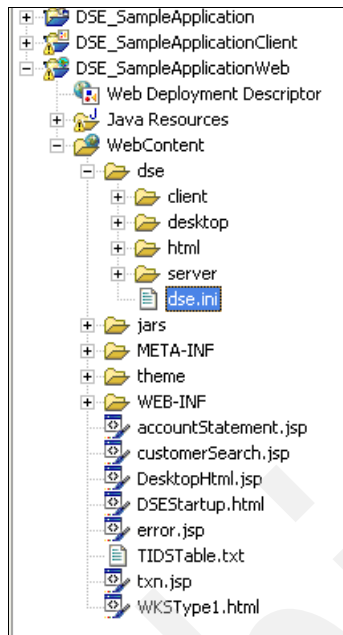 DSE_SampleApplication
DSE_SampleApplicationClient
DSE_SampleApplicationWeb
Web Deployment Descriptor
Java Resources
WebContent
dse
client
desktop
html
server
dse.ini
jars
META-INF
theme
WEB-INF
accountStatement.jsp
customerSearch.jsp
DesktopHtml.jsp
DSEStartup.html
error.jsp
TIDSTable.txt
txn.jsp
WKSType1.html